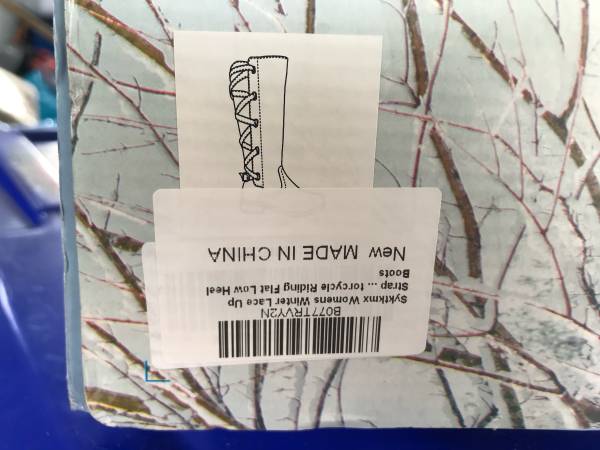 B077TRVY2N
Syktkmx Womens Winter Lace Up
Strap ... torcycle Riding Flat Low Heel
Boots
New MADE IN CHINA